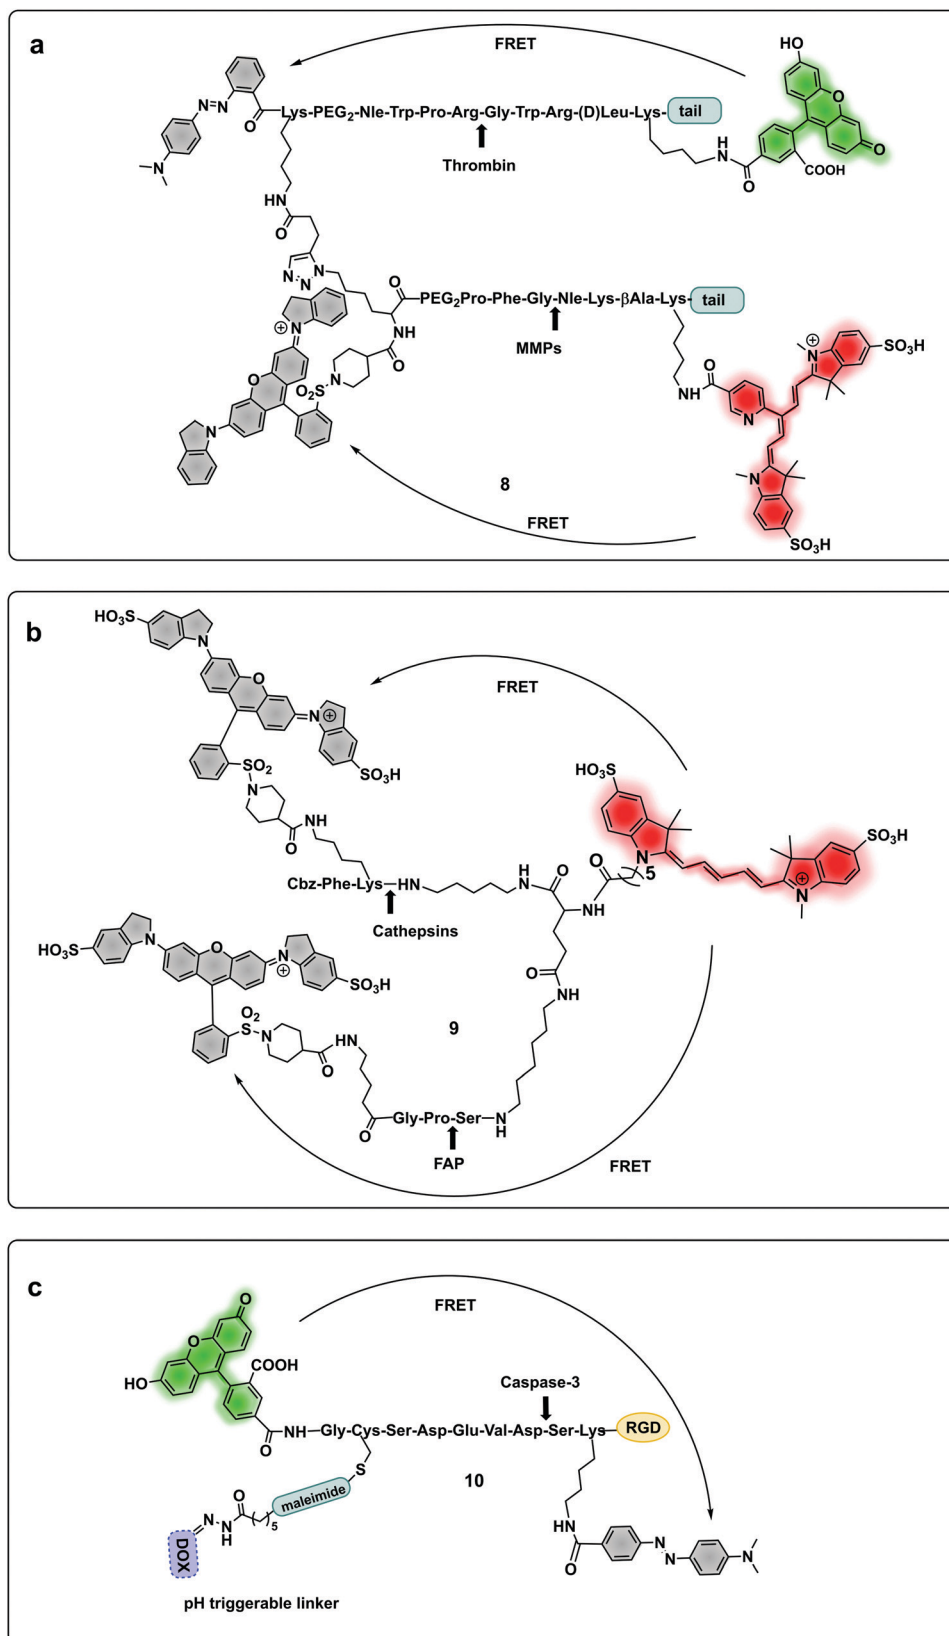 a
FRET
HO
O
O
COOH
N=N
O
N
Lys-PEG₂-Nle-Trp-Pro-Arg-Gly-Trp-Arg-(D)Leu-Lys- tail
Thrombin
NH
O
HN
O
N=N
N
O
PEG₂Pro-Phe-Gly-Nle-Lys-βAla-Lys- tail
MMPs
NH
O
N
O₂S
N⊕
O
N
NH
O
N
N⊕
SO₃H
N
SO₃H
8
FRET
b
HO₃S
N
O
N⊕
SO₃H
SO₂
N
O
NH
FRET
HO₃S
N
SO₃H
N⊕
Cbz-Phe-Lys—HN
NH
O
O
5
NH
Cathepsins
HO₃S
N
O
N⊕
SO₃H
O₂
S
N
O
HN
O
NH
9
O
Gly-Pro-Ser—N
H
FAP
FRET
c
FRET
O
O
HO
COOH
O
NH
Gly-Cys-Ser-Asp-Glu-Val-Asp-Ser-Lys
RGD
Caspase-3
S
10
maleimide
5
O
N
N
H
DOX
pH triggerable linker
NH
O
N
N
N